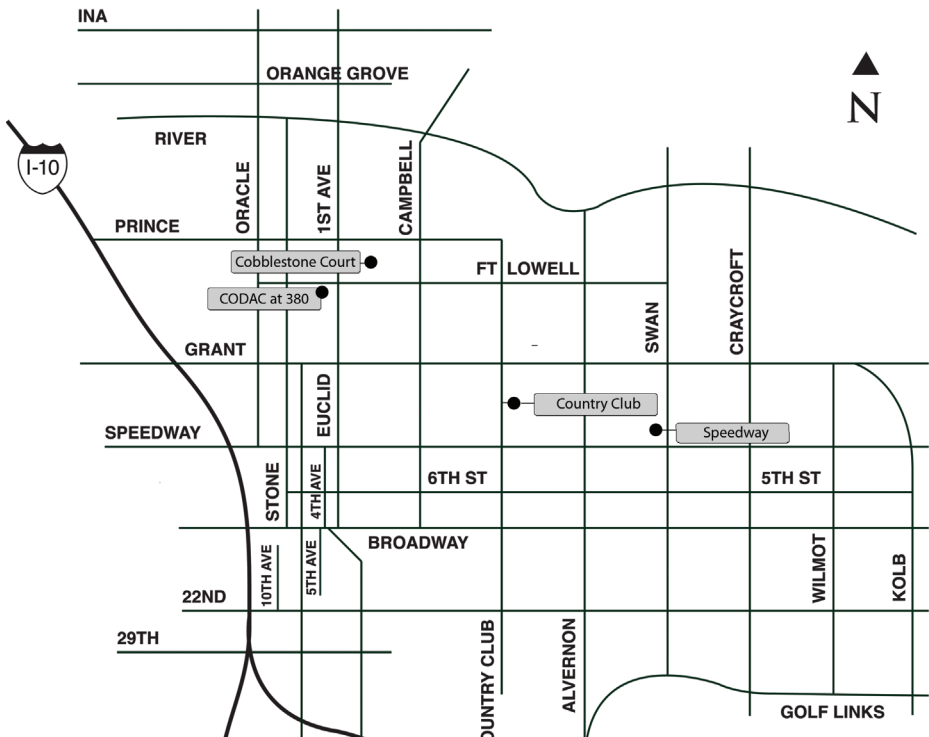 INA
ORANGE GROVE
N
RIVER
I-10
ORACLE
1ST AVE
CAMPBELL
PRINCE
Cobblestone Court
FT LOWELL
CODAC at 380
SWAN
CRAYCROFT
GRANT
EUCLID
Country Club
SPEEDWAY
Speedway
STONE
4TH AVE
6TH ST
5TH ST
BROADWAY
10TH AVE
5TH AVE
WILMOT
KOLB
22ND
29TH
OUNTRY CLUB
ALVERNON
GOLF LINKS